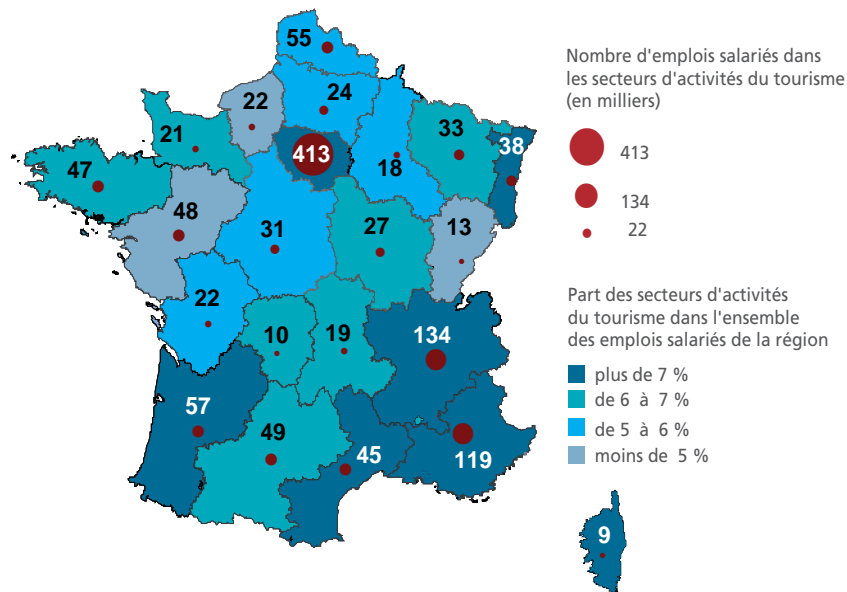 55
24
22
33
21
413
38
47
18
48
31
27
13
22
10
19
134
57
49
45
119
9
Nombre d'emplois salariés dans
les secteurs d'activités du tourisme
(en milliers)
413
134
22
Part des secteurs d'activités
du tourisme dans l'ensemble
des emplois salariés de la région
plus de 7 %
de 6 à 7 %
de 5 à 6 %
moins de 5 %